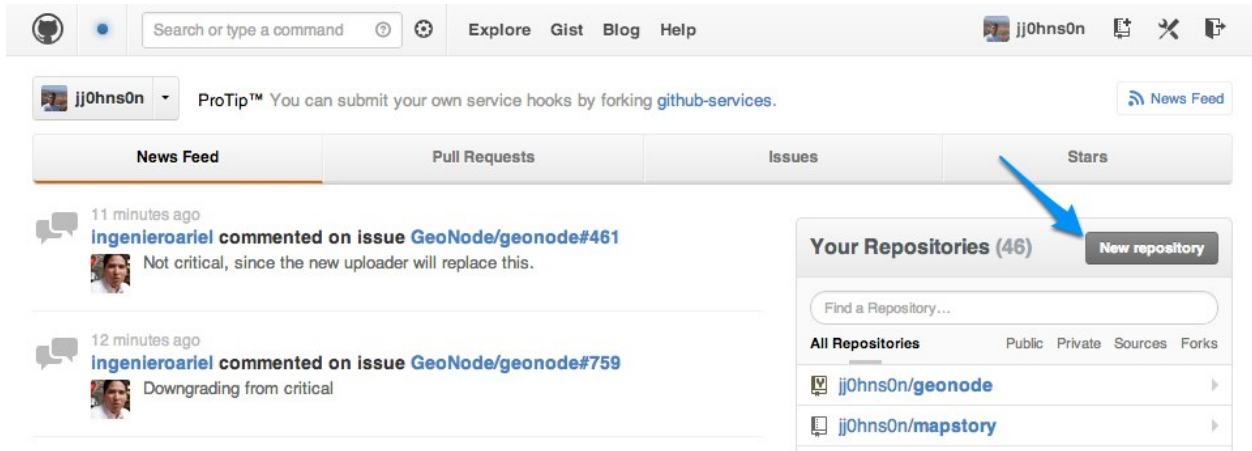 Search or type a command
Explore Gist Blog Help
jj0hns0n
jj0hns0n
ProTip™ You can submit your own service hooks by forking github-services.
News Feed
News Feed Pull Requests Issues Stars
11 minutes ago
ingenieroariel commented on issue GeoNode/geonode#461
Not critical, since the new uploader will replace this.
12 minutes ago
ingenieroariel commented on issue GeoNode/geonode#759
Downgrading from critical
Your Repositories (46)
New repository
Find a Repository…
All Repositories Public Private Sources Forks
jj0hns0n/geonode
jj0hns0n/mapstory